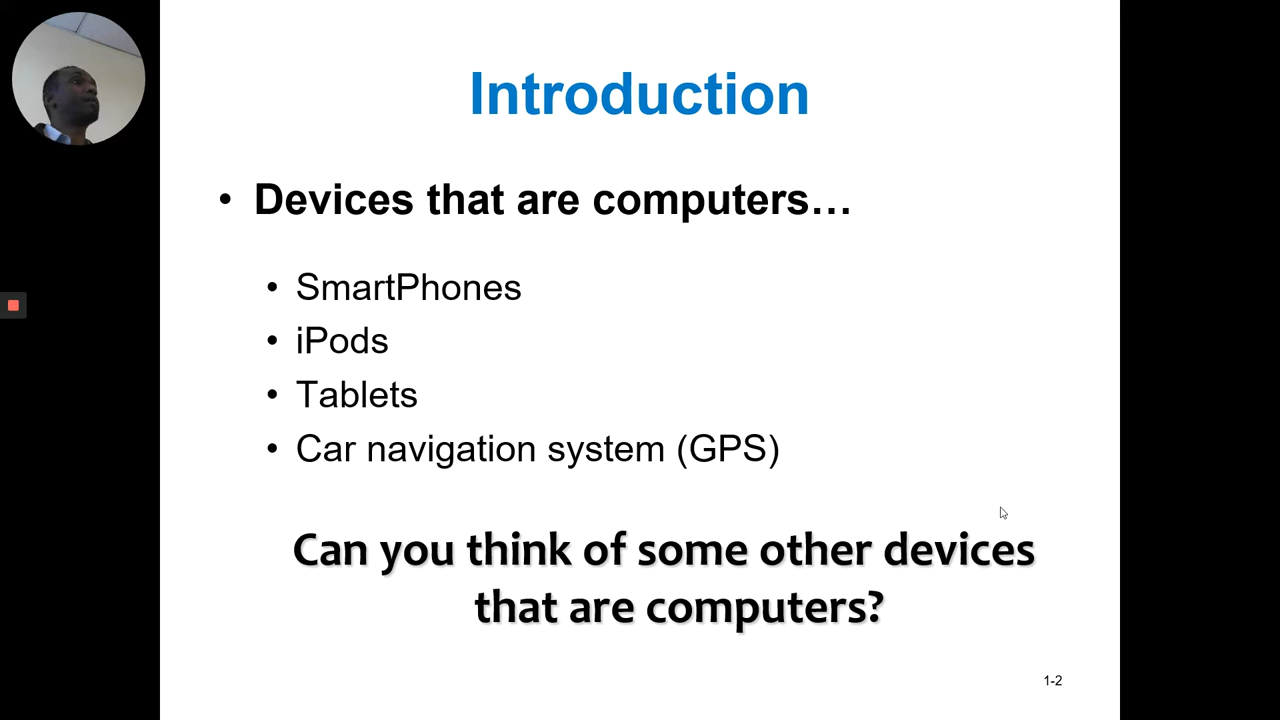 Introduction
• Devices that are computers…
• SmartPhones
• iPods
• Tablets
• Car navigation system (GPS)
Can you think of some other devices
that are computers?
1-2